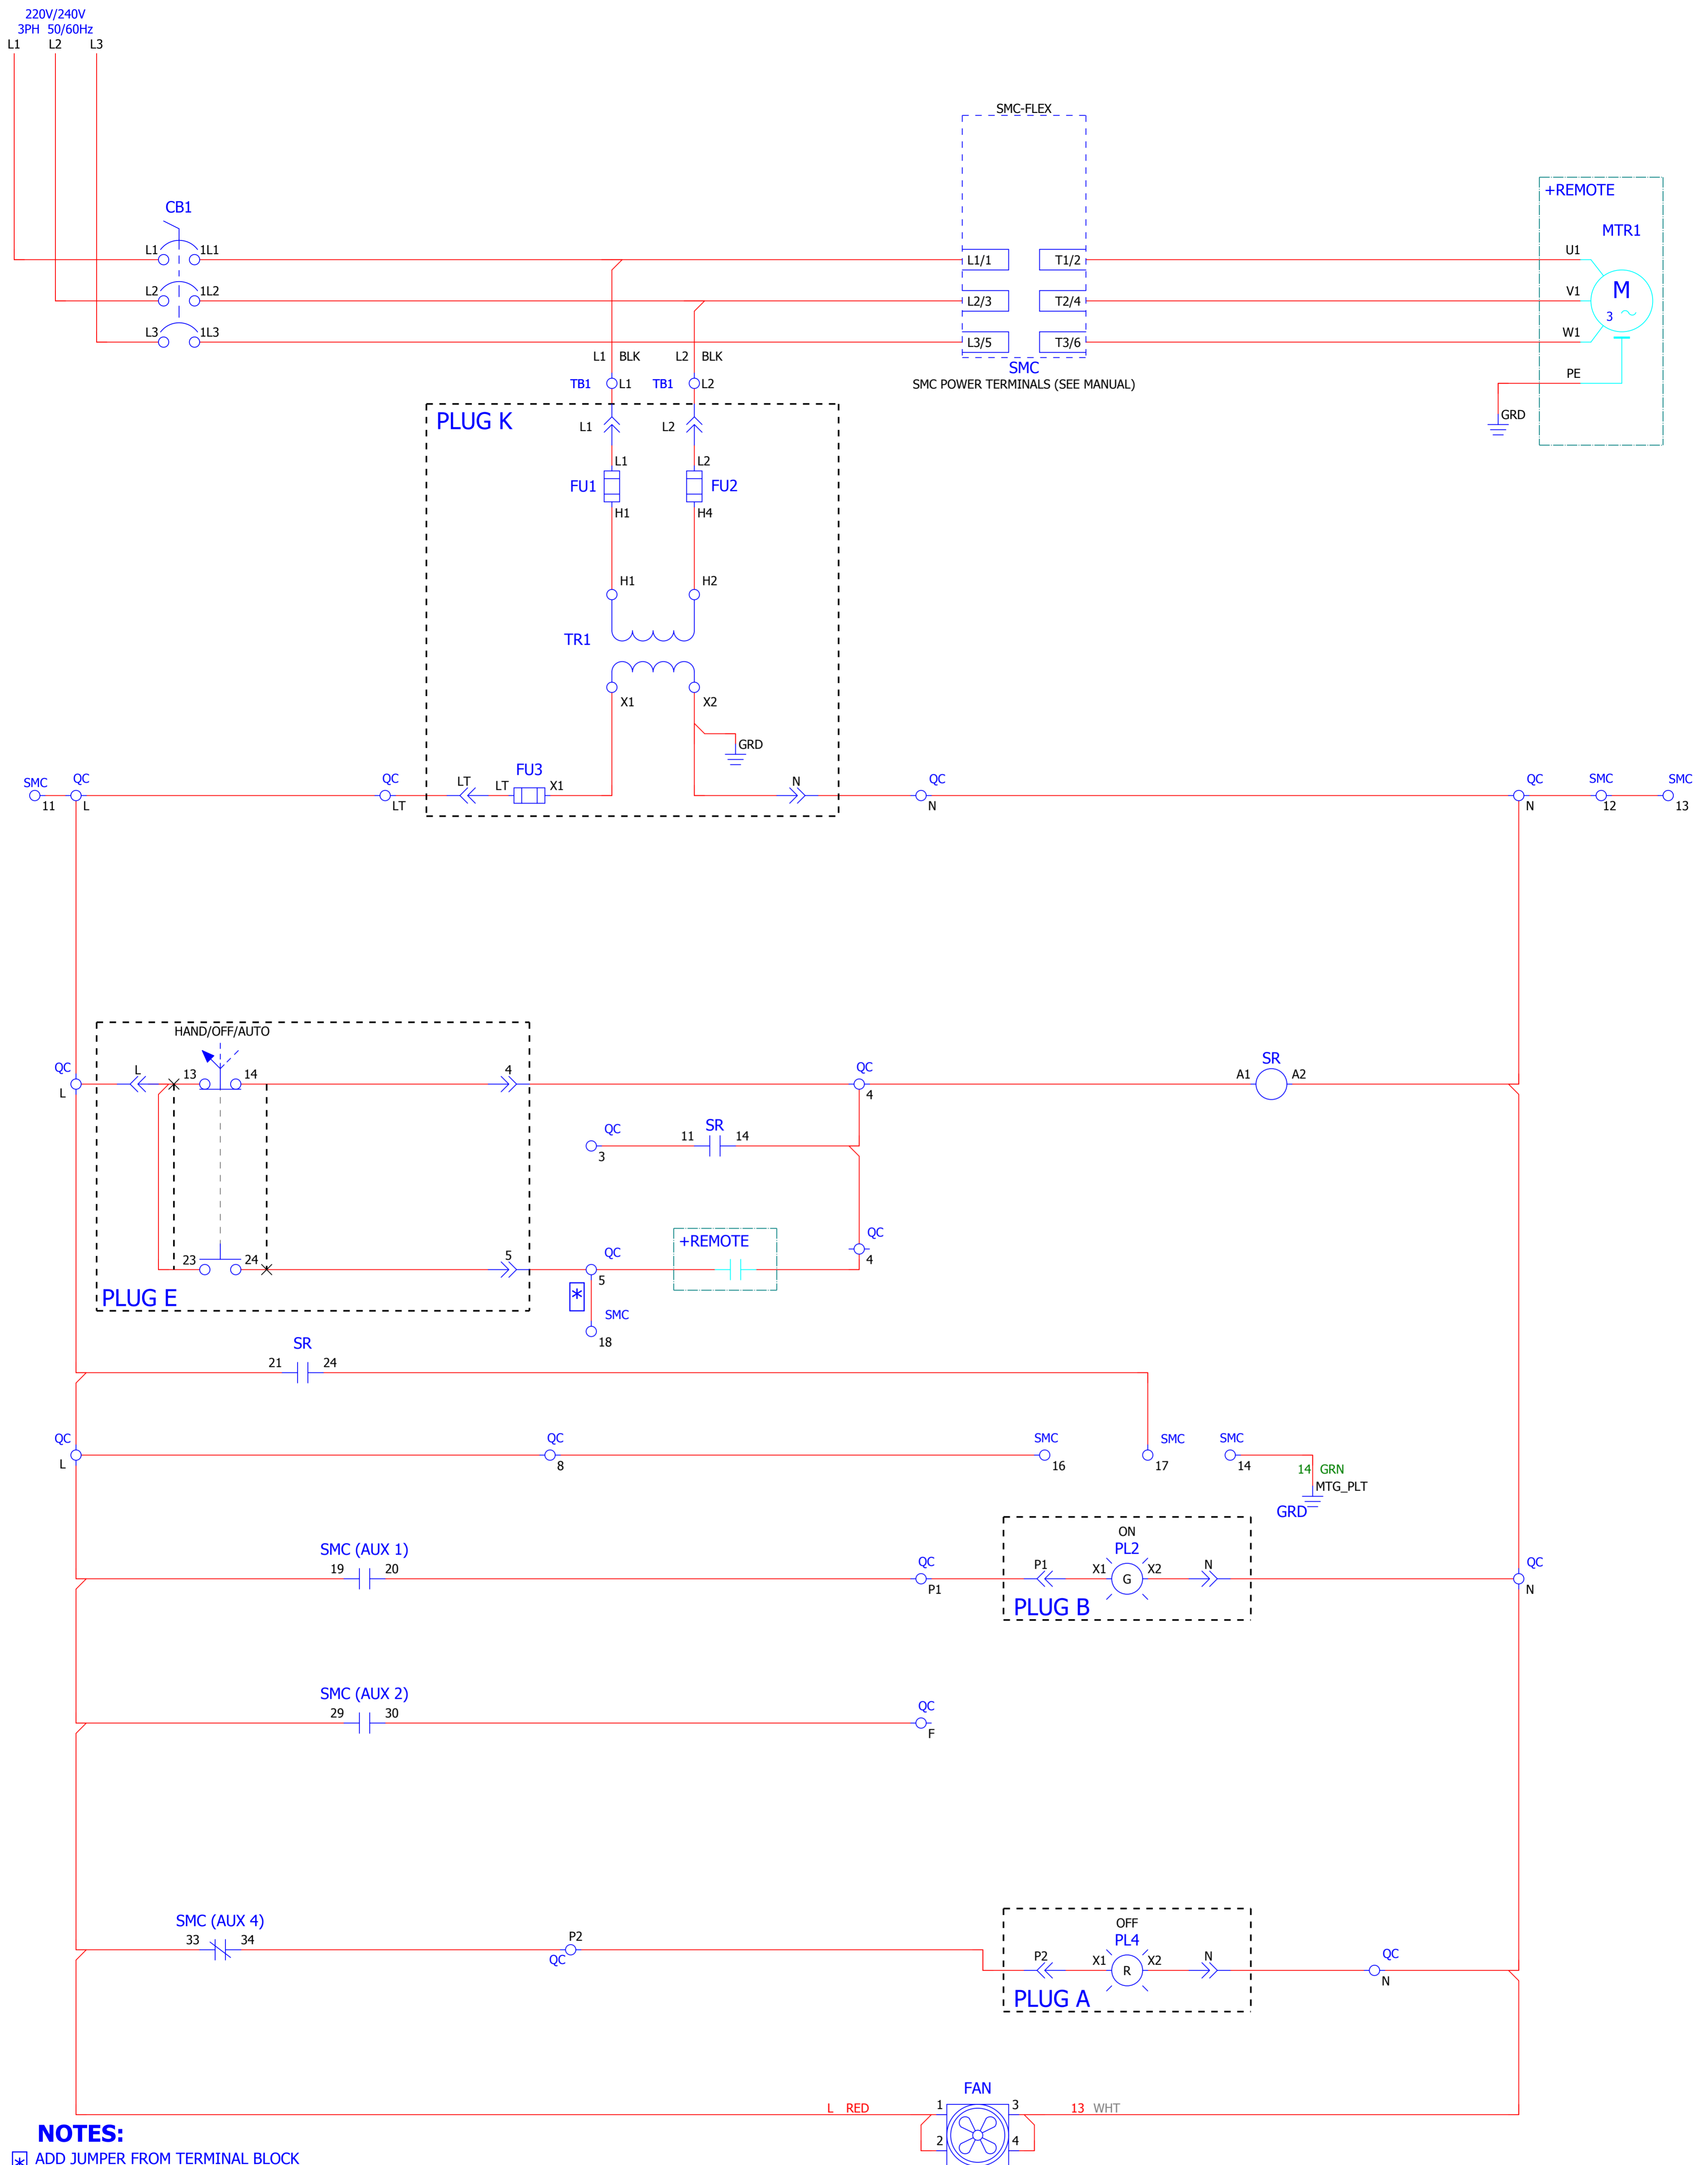 220V/240V
3PH 50/60Hz
L1 L2 L3
SMC-FLEX
+REMOTE
CB1
MTR1
L1 1L1
L1/1 T1/2
U1
L2 1L2
L2/3 T2/4
V1
M
3
L3 1L3
L3/5 T3/6
W1
L1 BLK L2 BLK
SMC
PE
TB1 L1 TB1 L2
SMC POWER TERMINALS (SEE MANUAL)
GRD
PLUG K
L1 L2
L1 L2
FU1 FU2
H1 H4
H1 H2
TR1
X1 X2
GRD
SMC QC QC LT LT FU3 X1 N QC QC SMC SMC
11 L LT N N 12 13
HAND/OFF/AUTO
QC L 13 14 4 QC SR
L 4 A1 A2
QC 11 SR 14
3
+REMOTE QC
23 24 5 QC 4
5
PLUG E
*
SMC
18
SR
21 24
QC QC SMC SMC SMC
L 8 16 17 14
14 GRN
MTG_PLT
GRD
ON
SMC (AUX 1) PL2
19 20 QC P1 X1 G X2 N QC
P1 N
PLUG B
SMC (AUX 2)
29 30 QC
F
OFF
SMC (AUX 4) PL4
33 34 P2 P2 X1 R X2 N QC
QC N
PLUG A
FAN
L RED 1 3 13 WHT
2 4
NOTES:
* ADD JUMPER FROM TERMINAL BLOCK